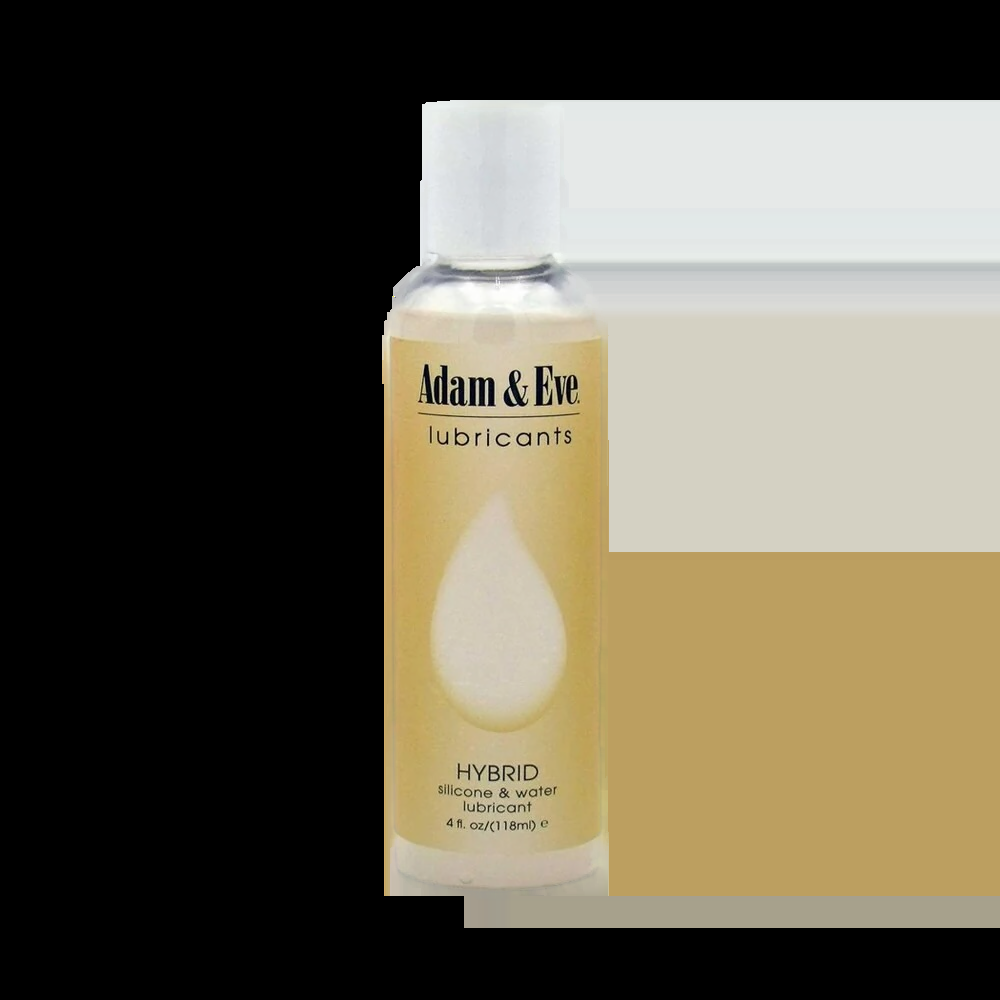 Adam & Eve.
lubricants
HYBRID
silicone & water
lubricant
4 fl. oz/(118ml) ℮